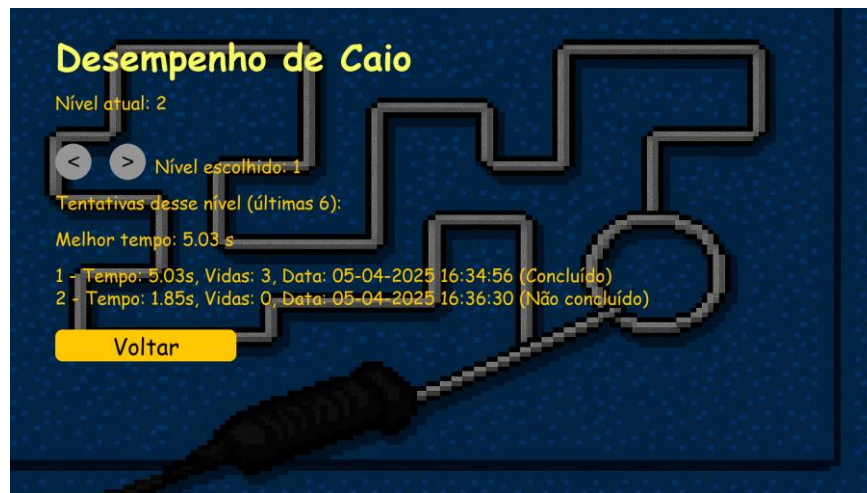 Desempenho de Caio
Nível atual: 2
< > Nível escolhido: 1
Tentativas desse nível (últimas 6):
Melhor tempo: 5.03 s
1 - Tempo: 5.03s, Vidas: 3, Data: 05-04-2025 16:34:56 (Concluído)
2 - Tempo: 1.85s, Vidas: 0, Data: 05-04-2025 16:36:30 (Não concluído)
Voltar